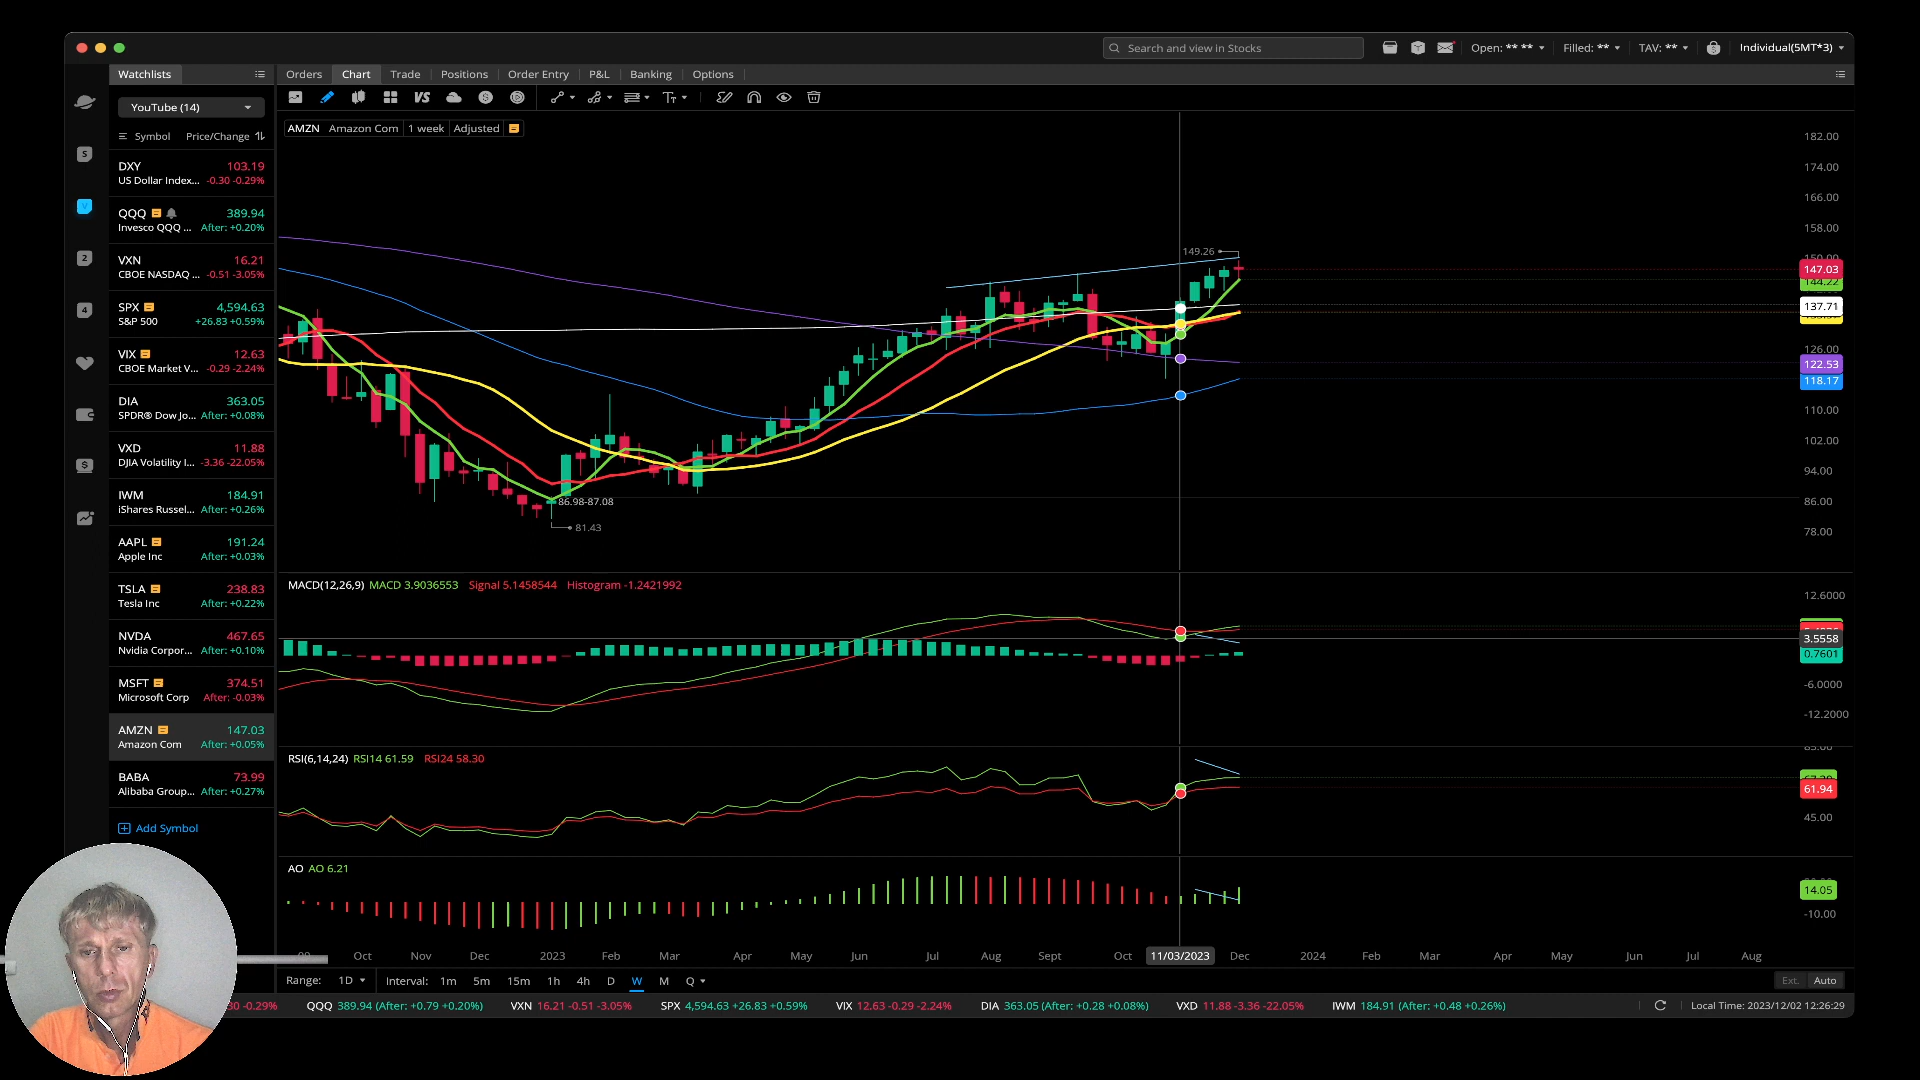 Search and view in Stocks
Open: ** **
Filled: **
TAV: **
Individual(5MT*3)
Watchlists
Orders Chart Trade Positions Order Entry P&L Banking Options
YouTube (14)
VS
Symbol Price/Change
AMZN Amazon Com 1 week Adjusted
DXY 103.19
US Dollar Index... -0.30 -0.29%
QQQ 389.94
Invesco QQQ ... After: +0.20%
VXN 16.21
CBOE NASDAQ ... -0.51 -3.05%
SPX 4,594.63
S&P 500 +26.83 +0.59%
VIX 12.63
CBOE Market V... -0.29 -2.24%
DIA 363.05
SPDR® Dow Jo... After: +0.08%
VXD 11.88
DJIA Volatility I... -3.36 -22.05%
IWM 184.91
iShares Russel... After: +0.26%
AAPL 191.24
Apple Inc After: +0.03%
TSLA 238.83
Tesla Inc After: +0.22%
NVDA 467.65
Nvidia Corpor... After: +0.10%
MSFT 374.51
Microsoft Corp After: -0.03%
AMZN 147.03
Amazon Com After: +0.05%
BABA 73.99
Alibaba Group... After: +0.27%
Add Symbol
182.00
174.00
166.00
158.00
149.26
150.00
147.03
144.22
137.71
126.00
122.53
118.17
110.00
102.00
94.00
86.98-87.08
86.00
81.43
78.00
MACD(12,26,9) MACD 3.9036553 Signal 5.1458544 Histogram -1.2421992
12.6000
3.5558
0.7601
-6.0000
-12.2000
RSI(6,14,24) RSI14 61.59 RSI24 58.30
85.00
61.94
45.00
AO AO 6.21
14.05
-10.00
Oct Nov Dec 2023 Feb Mar Apr May Jun Jul Aug Sept Oct 11/03/2023 Dec 2024 Feb Mar Apr May Jun Jul Aug
Range: 1D Interval: 1m 5m 15m 1h 4h D W M Q Ext. Auto
30 -0.29% QQQ 389.94 (After: +0.79 +0.20%) VXN 16.21 -0.51 -3.05% SPX 4,594.63 +26.83 +0.59% VIX 12.63 -0.29 -2.24% DIA 363.05 (After: +0.28 +0.08%) VXD 11.88 -3.36 -22.05% IWM 184.91 (After: +0.48 +0.26%) Local Time: 2023/12/02 12:26:29